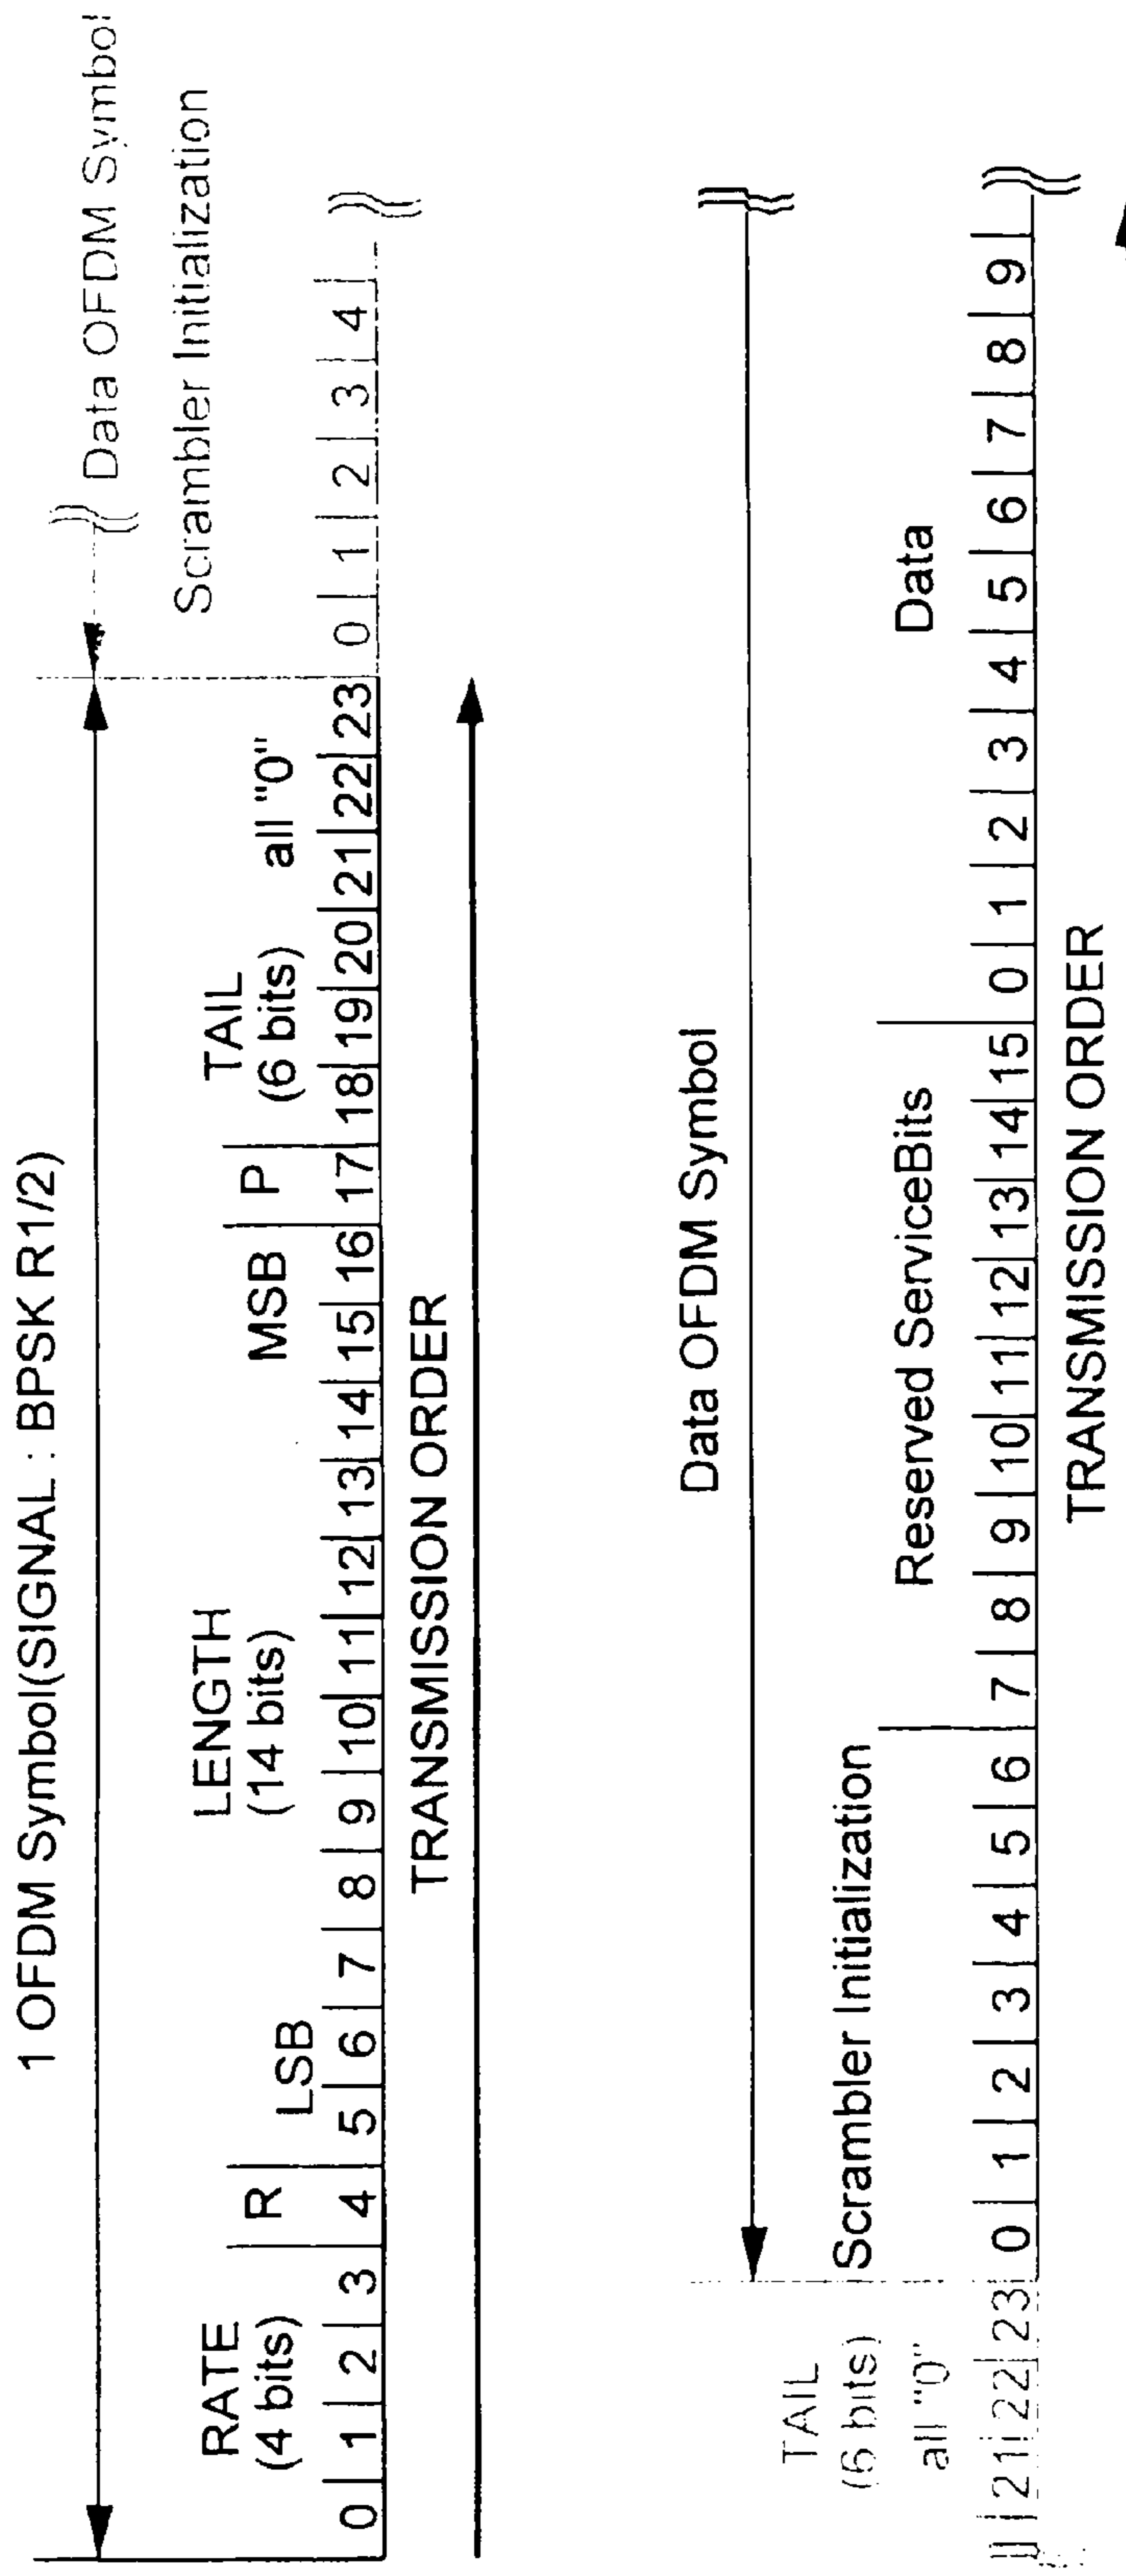 1 OFDM Symbol(SIGNAL : BPSK R1/2)
Data OFDM Symbol
RATE
(4 bits)
R
LSB
LENGTH
(14 bits)
MSB
P
TAIL
(6 bits)
all "0"
Scrambler Initialization
0 1 2 3 4 5 6 7 8 9 10 11 12 13 14 15 16 17 18 19 20 21 22 23 0 1 2 3 4
TRANSMISSION ORDER
Data OFDM Symbol
TAIL
(6 bits)
all "0"
Scrambler Initialization
Reserved ServiceBits
Data
21 22 23 0 1 2 3 4 5 6 7 8 9 10 11 12 13 14 15 0 1 2 3 4 5 6 7 8 9
TRANSMISSION ORDER